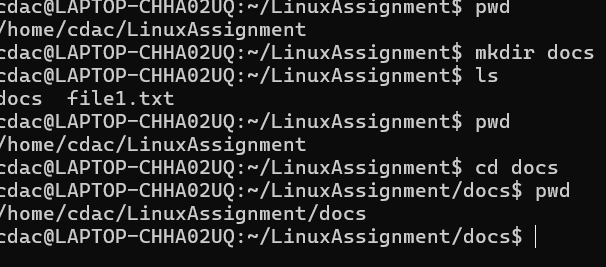 cdac@LAPTOP-CHHA02UQ:~/LinuxAssignment$ pwd
/home/cdac/LinuxAssignment
cdac@LAPTOP-CHHA02UQ:~/LinuxAssignment$ mkdir docs
cdac@LAPTOP-CHHA02UQ:~/LinuxAssignment$ ls
docs  file1.txt
cdac@LAPTOP-CHHA02UQ:~/LinuxAssignment$ pwd
/home/cdac/LinuxAssignment
cdac@LAPTOP-CHHA02UQ:~/LinuxAssignment$ cd docs
cdac@LAPTOP-CHHA02UQ:~/LinuxAssignment/docs$ pwd
/home/cdac/LinuxAssignment/docs
cdac@LAPTOP-CHHA02UQ:~/LinuxAssignment/docs$